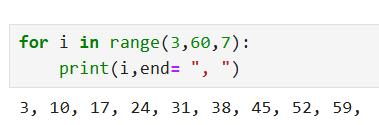 for i in range(3,60,7):
    print(i,end= ", ")
3, 10, 17, 24, 31, 38, 45, 52, 59,